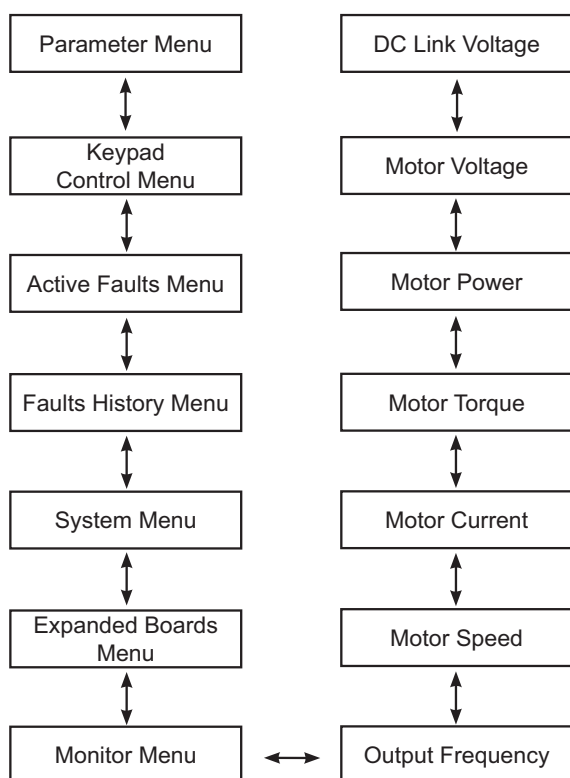 Parameter Menu
Keypad
Control Menu
Active Faults Menu
Faults History Menu
System Menu
Expanded Boards
Menu
Monitor Menu
DC Link Voltage
Motor Voltage
Motor Power
Motor Torque
Motor Current
Motor Speed
Output Frequency